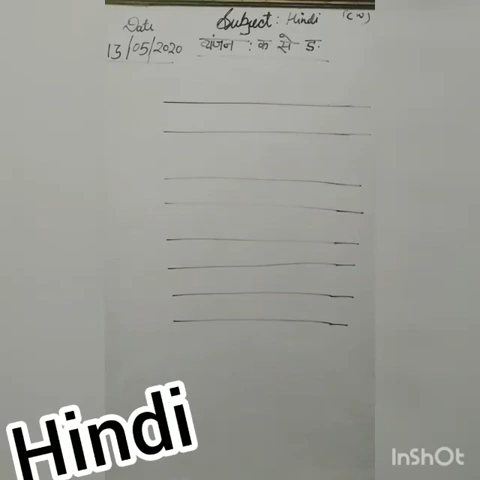 Date Subject: Hindi (C W)
13/05/2020 व्यंजन : क से ङ
Hindi
InShOt